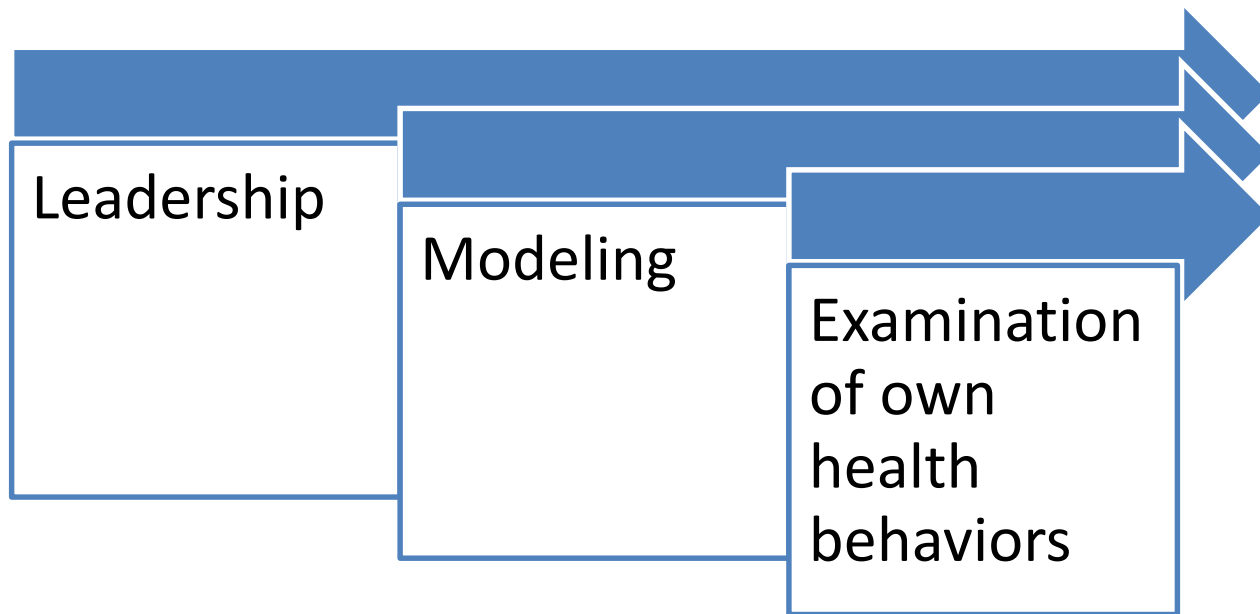 Leadership
Modeling
Examination
of own
health
behaviors